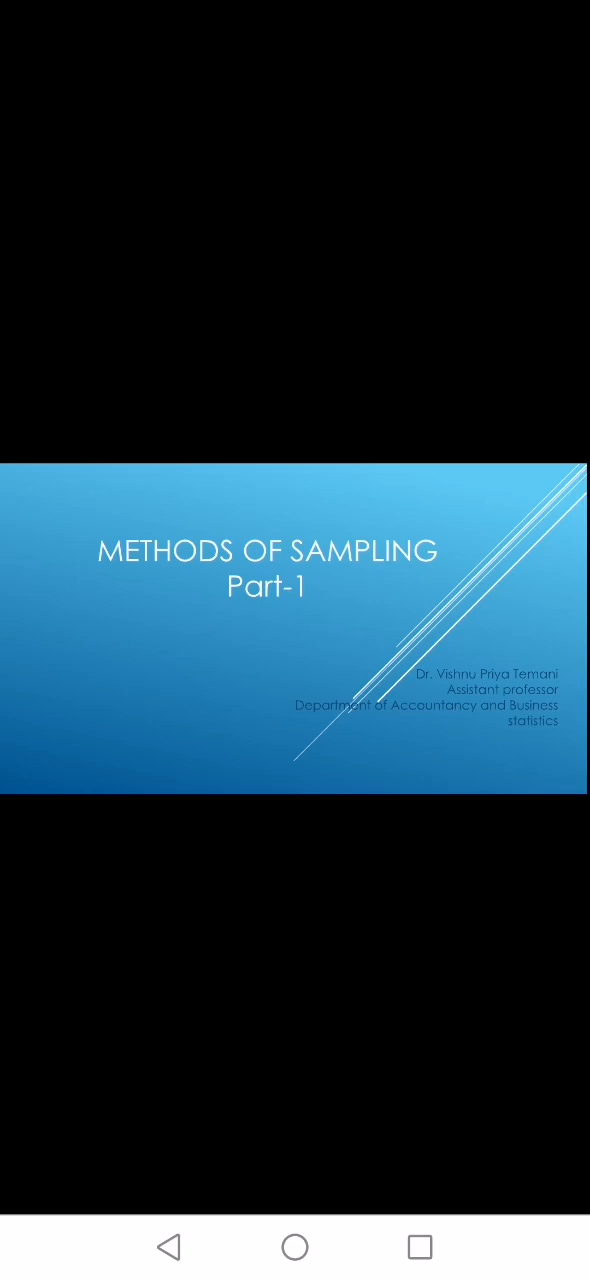 METHODS OF SAMPLING
Part-1
Dr. Vishnu Priya Temani
Assistant professor
Department of Accountancy and Business
statistics